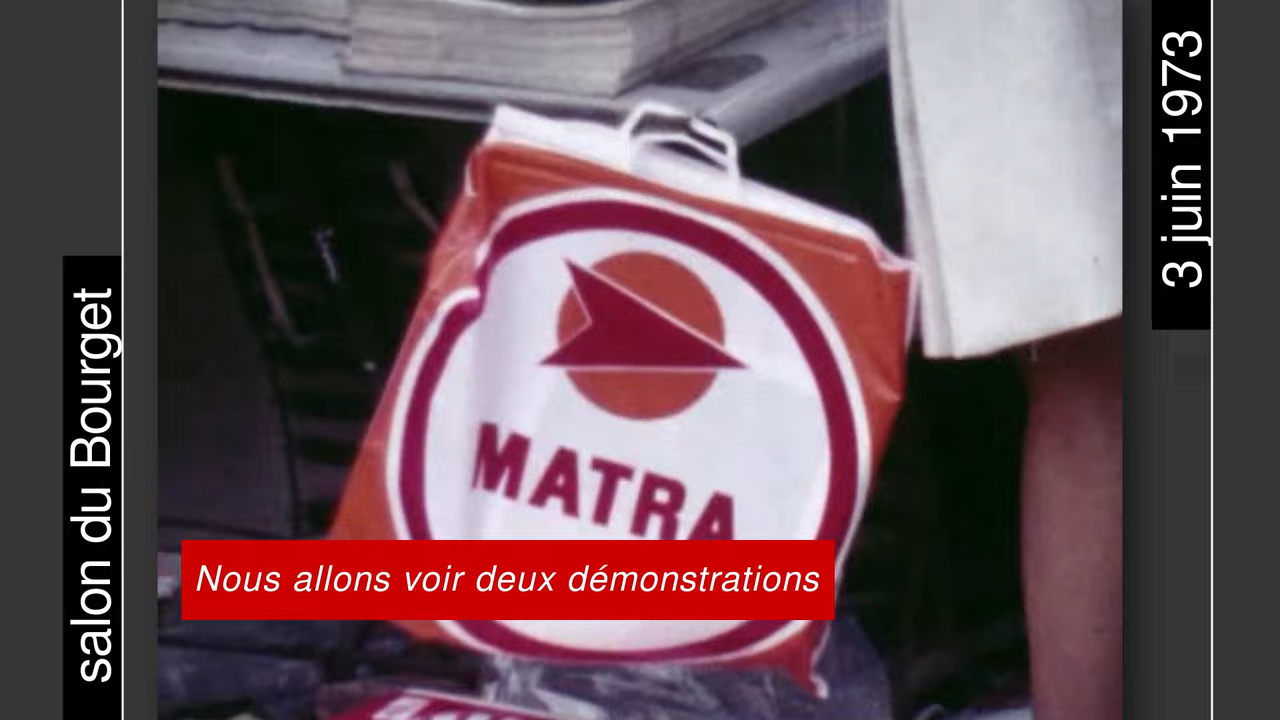 salon du Bourget
3 juin 1973
MATRA
Nous allons voir deux démonstrations